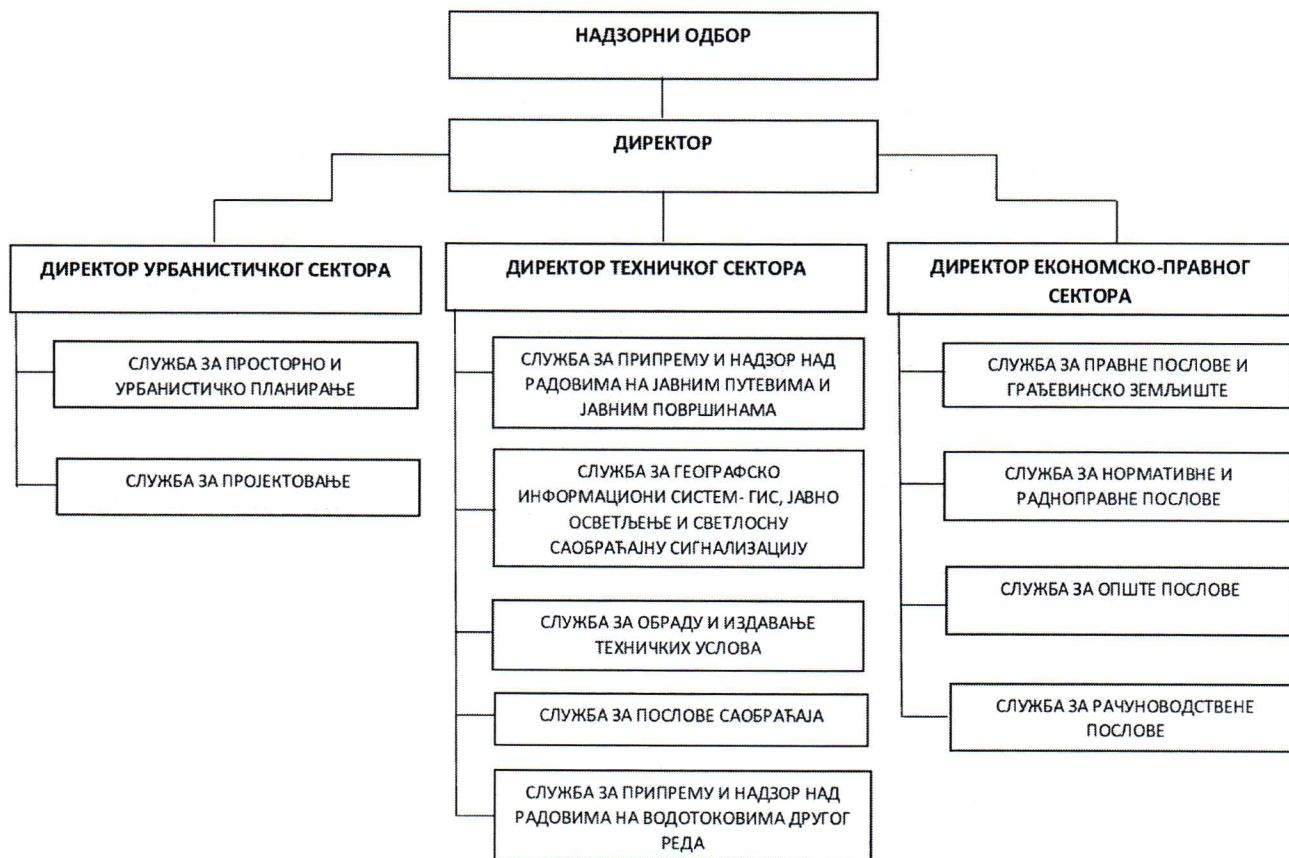 НАДЗОРНИ ОДБОР
ДИРЕКТОР
ДИРЕКТОР УРБАНИСТИЧКОГ СЕКТОРА
СЛУЖБА ЗА ПРОСТОРНО И
УРБАНИСТИЧКО ПЛАНИРАЊЕ
СЛУЖБА ЗА ПРОЈЕКТОВАЊЕ
ДИРЕКТОР ТЕХНИЧКОГ СЕКТОРА
СЛУЖБА ЗА ПРИПРЕМУ И НАДЗОР НАД
РАДОВИМА НА ЈАВНИМ ПУТЕВИМА И
ЈАВНИМ ПОВРШИНАМА
СЛУЖБА ЗА ГЕОГРАФСКО
ИНФОРМАЦИОНИ СИСТЕМ- ГИС, ЈАВНО
ОСВЕТЉЕЊЕ И СВЕТЛОСНУ
САОБРАЋАЈНУ СИГНАЛИЗАЦИЈУ
СЛУЖБА ЗА ОБРАДУ И ИЗДАВАЊЕ
ТЕХНИЧКИХ УСЛОВА
СЛУЖБА ЗА ПОСЛОВЕ САОБРАЋАЈА
СЛУЖБА ЗА ПРИПРЕМУ И НАДЗОР НАД
РАДОВИМА НА ВОДОТОКОВИМА ДРУГОГ
РЕДА
ДИРЕКТОР ЕКОНОМСКО-ПРАВНОГ
СЕКТОРА
СЛУЖБА ЗА ПРАВНЕ ПОСЛОВЕ И
ГРАЂЕВИНСКО ЗЕМЉИШТЕ
СЛУЖБА ЗА НОРМАТИВНЕ И
РАДНОПРАВНЕ ПОСЛОВЕ
СЛУЖБА ЗА ОПШТЕ ПОСЛОВЕ
СЛУЖБА ЗА РАЧУНОВОДСТВЕНЕ
ПОСЛОВЕ